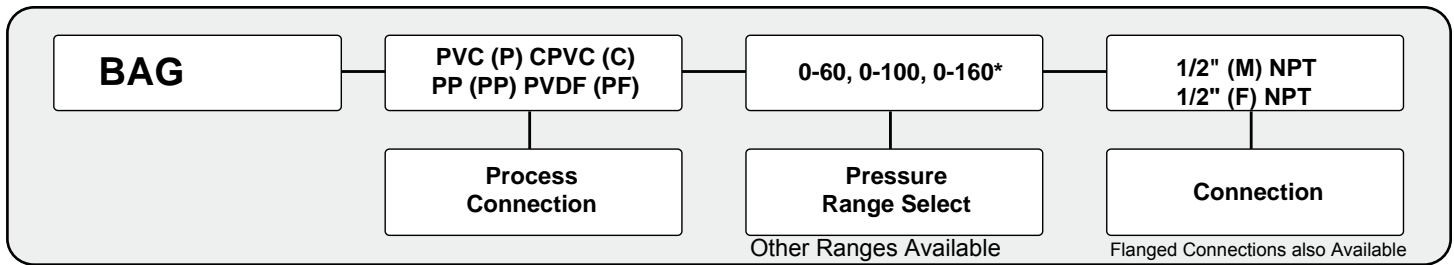 BAG
PVC (P) CPVC (C)
PP (PP) PVDF (PF)
0-60, 0-100, 0-160*
1/2" (M) NPT
1/2" (F) NPT
Process
Connection
Pressure
Range Select
Connection
Other Ranges Available
Flanged Connections also Available